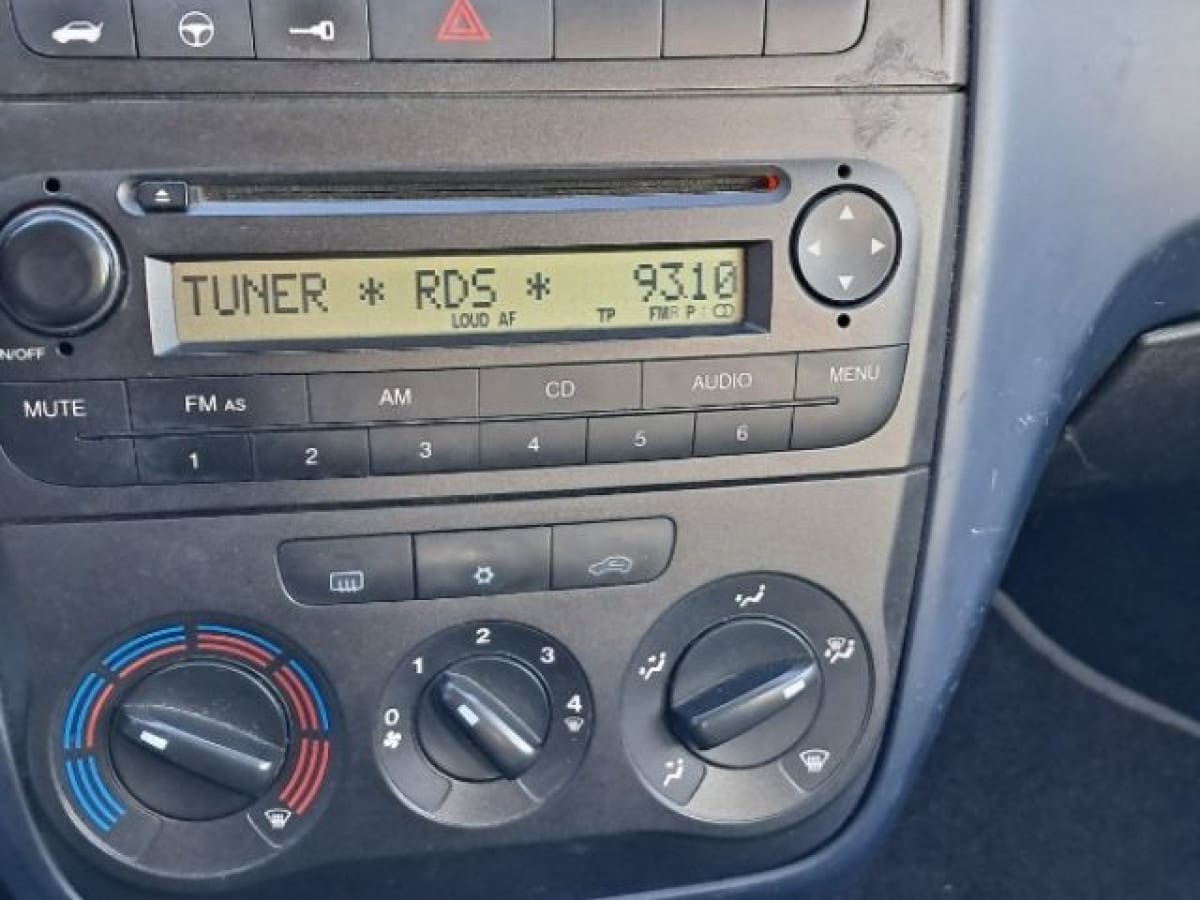 TUNER * RDS * 93.10
LOUD AF TP FM P
N/OFF
MUTE FM AS AM CD AUDIO MENU
1 2 3 4 5 6
0 1 2 3 4